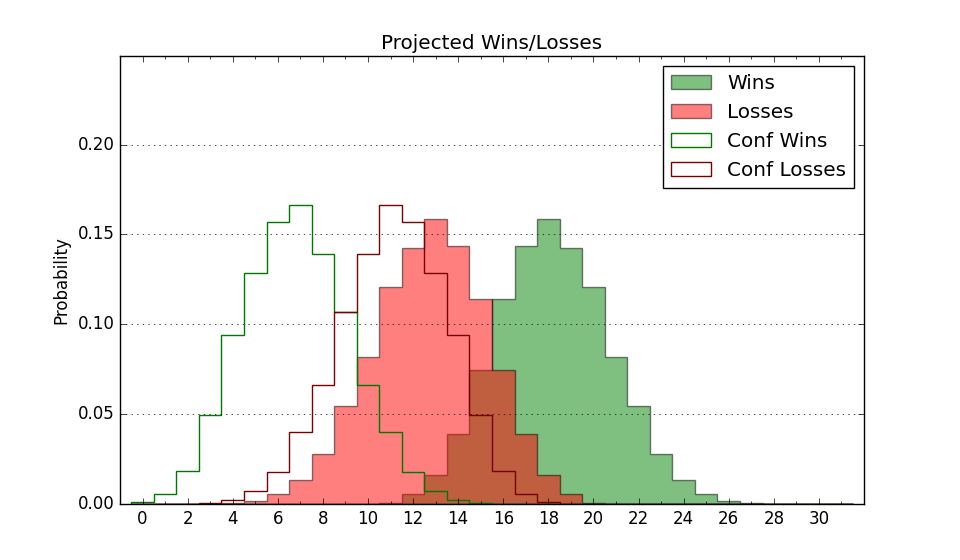 Projected Wins/Losses
Wins
Losses
Conf Wins
Conf Losses
Probability
0.20
0.15
0.10
0.05
0.00
0 2 4 6 8 10 12 14 16 18 20 22 24 26 28 30